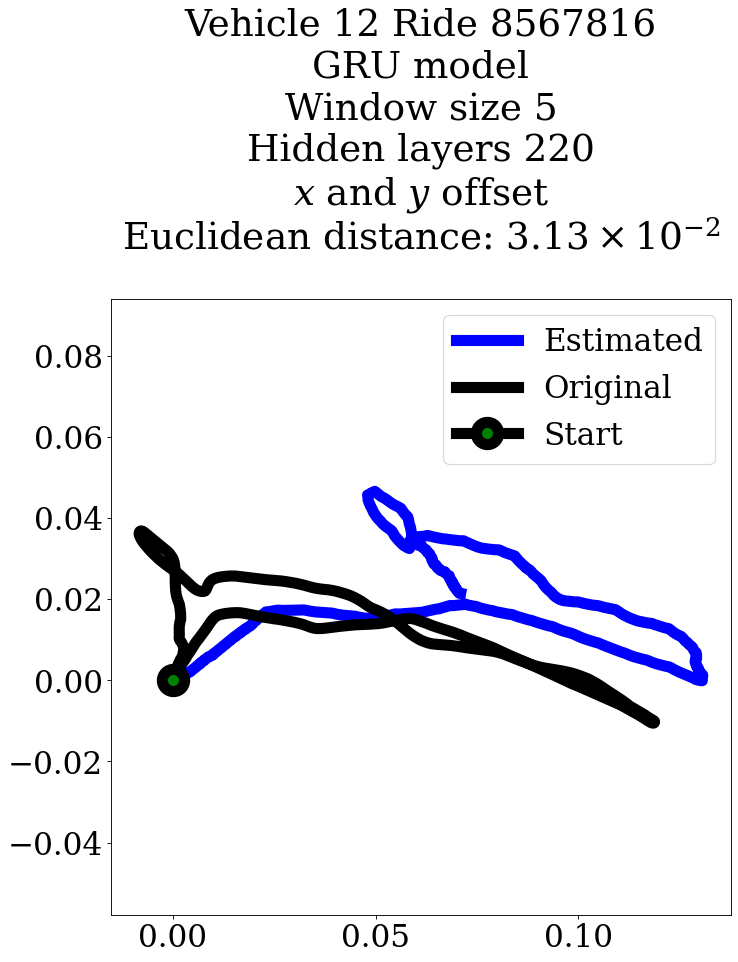 Vehicle 12 Ride 8567816
GRU model
Window size 5
Hidden layers 220
x and y offset
Euclidean distance: 3.13 × 10⁻²
Estimated
Original
Start
0.08
0.06
0.04
0.02
0.00
−0.02
−0.04
0.00 0.05 0.10